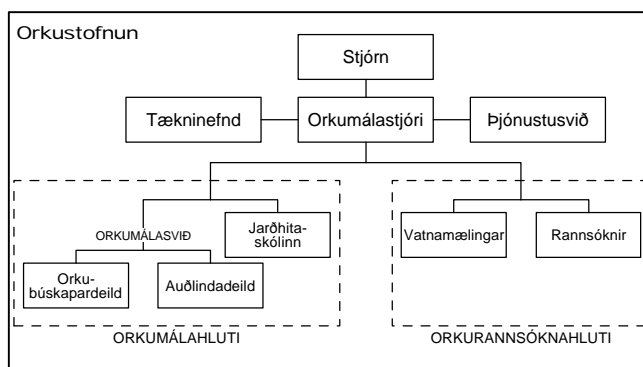 Orkustofnun
Stjórn
Tækninefnd
Orkumálastjóri
Þjónustusvið
ORKUMÁLASVIÐ
Jarðhita-
skólinn
Vatnamælingar
Rannsóknir
Orku-
búskapardeild
Auðlindadeild
ORKUMÁLAHLUTI
ORKURANNSÓKNAHLUTI